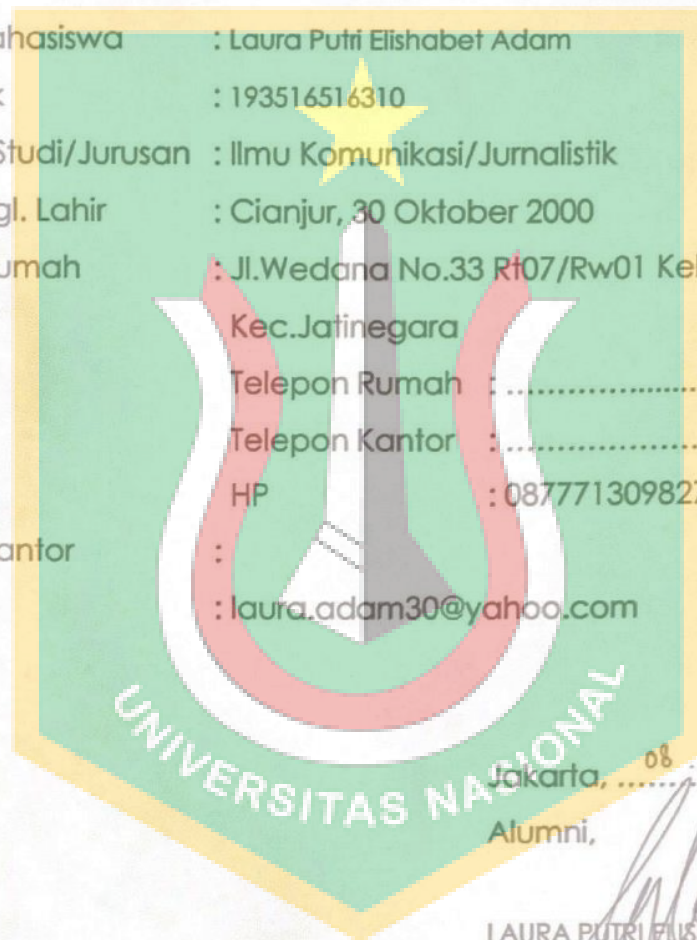 ahasiswa : Laura Putri Elishabet Adam
k : 193516516310
Studi/Jurusan : Ilmu Komunikasi/Jurnalistik
gl. Lahir : Cianjur, 30 Oktober 2000
umah : Jl.Wedana No.33 Rt07/Rw01 Kel
Kec.Jatinegara
Telepon Rumah : ....................
Telepon Kantor : ....................
HP : 087771309827
antor :
: laura.adam30@yahoo.com
UNIVERSITAS NASIONAL
Jakarta, ....08....
Alumni,
LAURA PUTRI ELIS